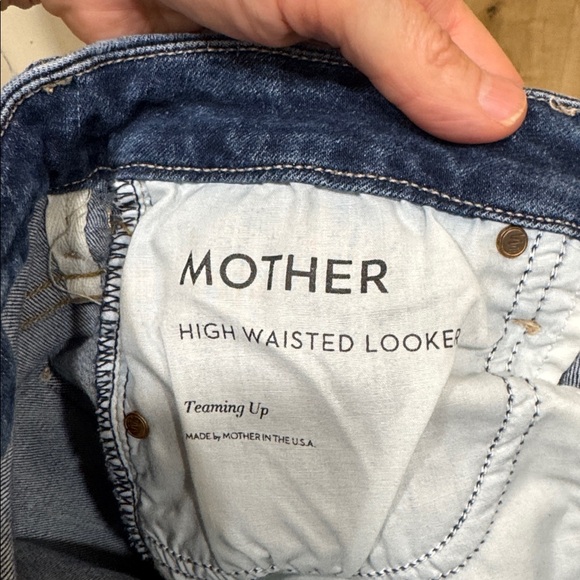 MOTHER
HIGH WAISTED LOOKER
Teaming Up
MADE by MOTHER IN THE U.S.A.